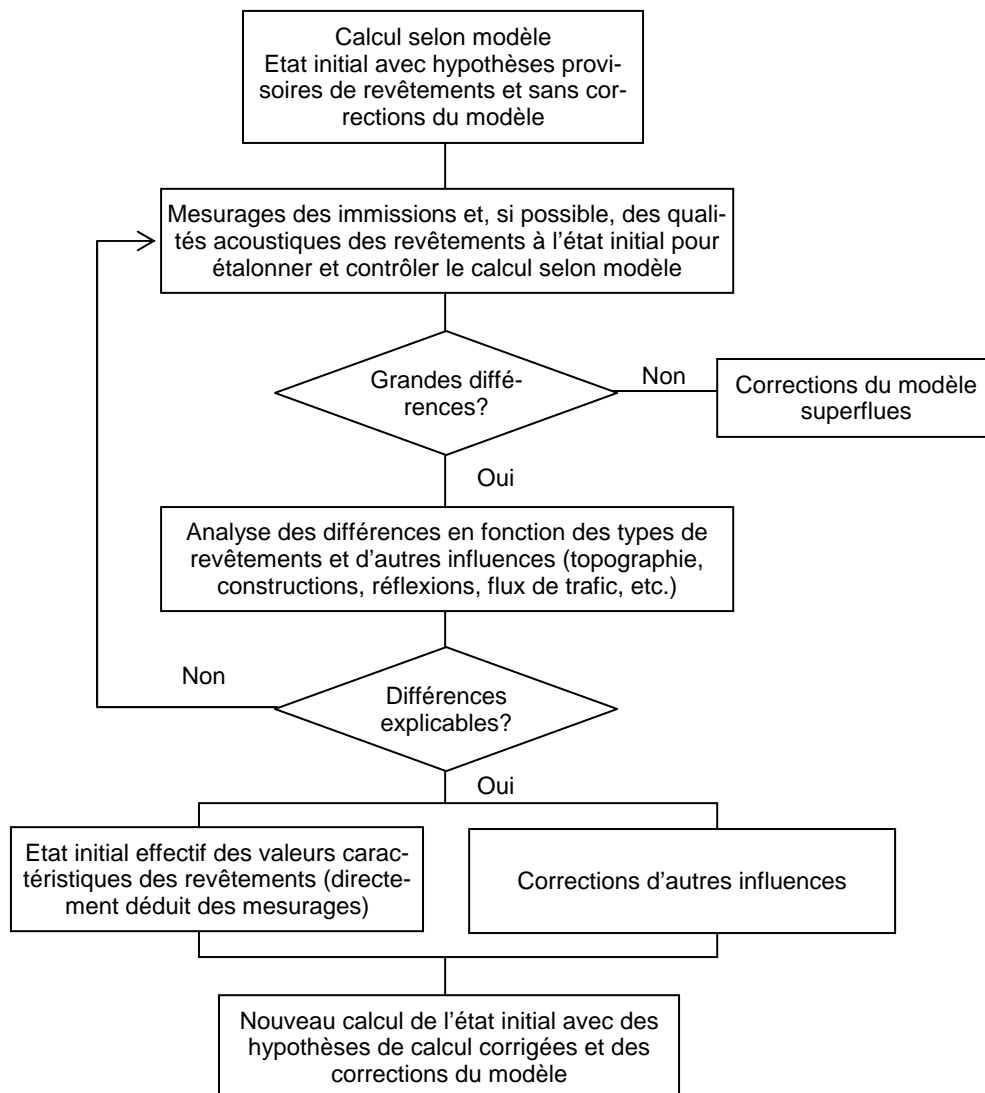 Calcul selon modèle
Etat initial avec hypothèses provi-
soires de revêtements et sans cor-
rections du modèle
Mesurages des immissions et, si possible, des quali-
tés acoustiques des revêtements à l'état initial pour
étalonner et contrôler le calcul selon modèle
Grandes diffé-
rences?
Non
Corrections du modèle
superflues
Oui
Analyse des différences en fonction des types de
revêtements et d'autres influences (topographie,
constructions, réflexions, flux de trafic, etc.)
Non
Différences
explicables?
Oui
Etat initial effectif des valeurs carac-
téristiques des revêtements (directe-
ment déduit des mesurages)
Corrections d'autres influences
Nouveau calcul de l'état initial avec des
hypothèses de calcul corrigées et des
corrections du modèle